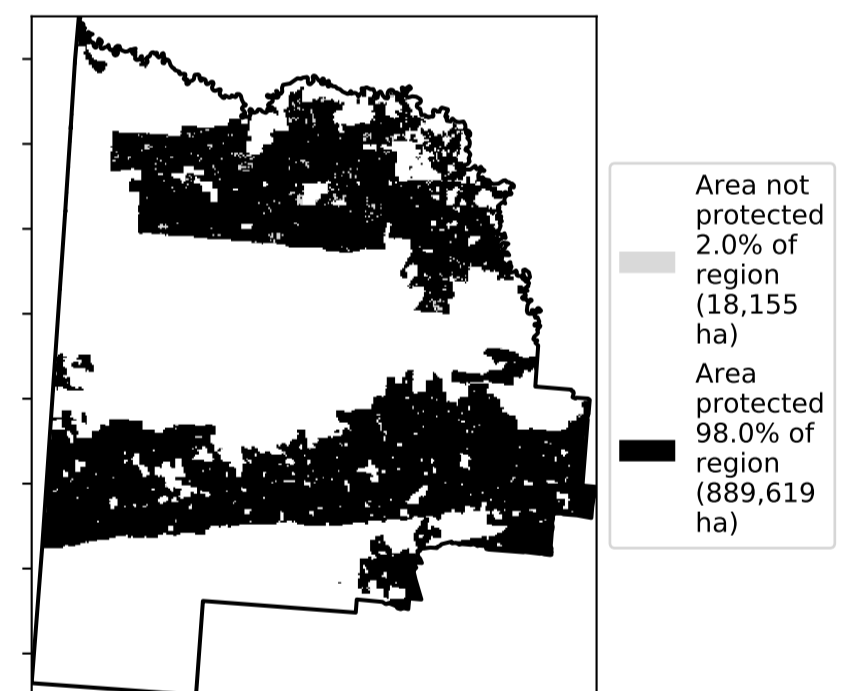 Area not
protected
2.0% of
region
(18,155
ha)
Area
protected
98.0% of
region
(889,619
ha)